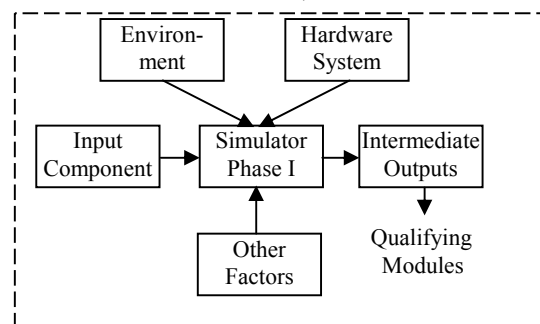 Environ-
ment
Hardware
System
Input
Component
Simulator
Phase I
Intermediate
Outputs
Other
Factors
Qualifying
Modules